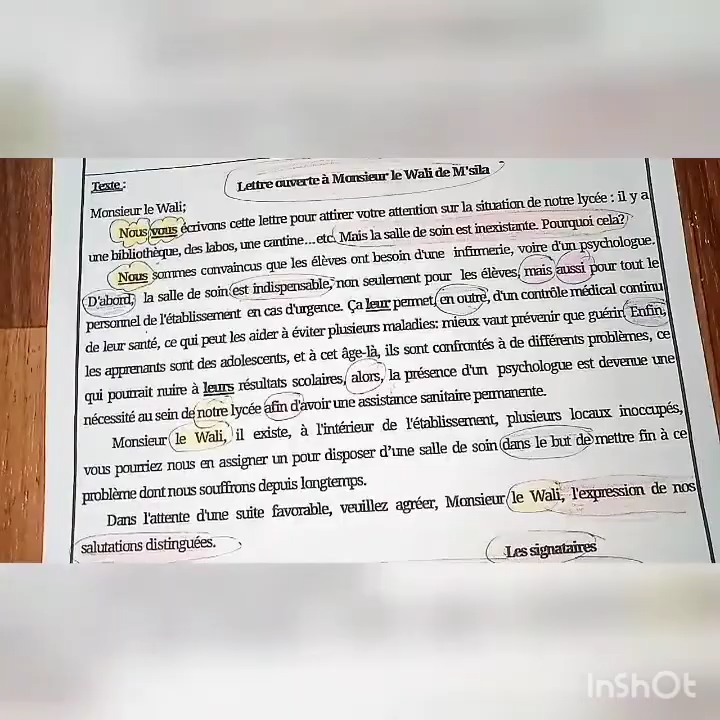 Texte :
Lettre ouverte à Monsieur le Wali de M'sila
Monsieur le Wali;
Nous vous écrivons cette lettre pour attirer votre attention sur la situation de notre lycée : il y a
une bibliothèque, des labos, une cantine...etc. Mais la salle de soin est inexistante. Pourquoi cela?
Nous sommes convaincus que les élèves ont besoin d'une infirmerie, voire d'un psychologue.
D'abord, la salle de soin est indispensable, non seulement pour les élèves, mais aussi pour tout le
personnel de l'établissement en cas d'urgence. Ça leur permet, en outre, d'un contrôle médical continu
de leur santé, ce qui peut les aider à éviter plusieurs maladies: mieux vaut prévenir que guérir. Enfin,
les apprenants sont des adolescents, et à cet âge-là, ils sont confrontés à de différents problèmes, ce
qui pourrait nuire à leurs résultats scolaires, alors, la présence d'un psychologue est devenue une
nécessité au sein de notre lycée afin d'avoir une assistance sanitaire permanente.
Monsieur le Wali, il existe, à l'intérieur de l'établissement, plusieurs locaux inoccupés,
vous pourriez nous en assigner un pour disposer d'une salle de soin dans le but de mettre fin à ce
problème dont nous souffrons depuis longtemps.
Dans l'attente d'une suite favorable, veuillez agréer, Monsieur le Wali, l'expression de nos
salutations distinguées.
Les signataires
InShOt